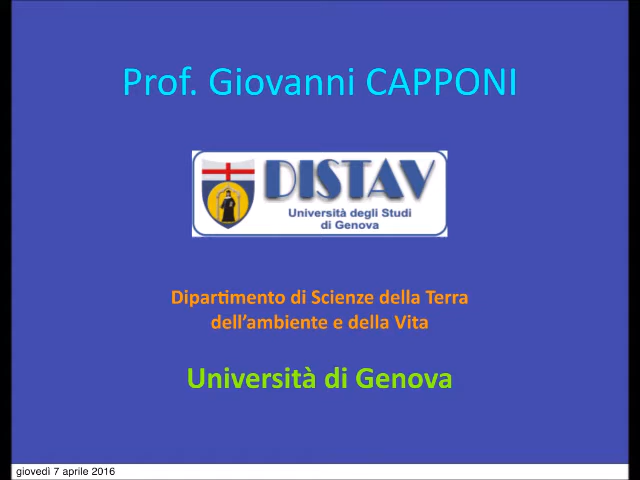 Prof. Giovanni CAPPONI
DISTAV
Università degli Studi
di Genova
Dipartimento di Scienze della Terra
dell'ambiente e della Vita
Università di Genova
giovedì 7 aprile 2016